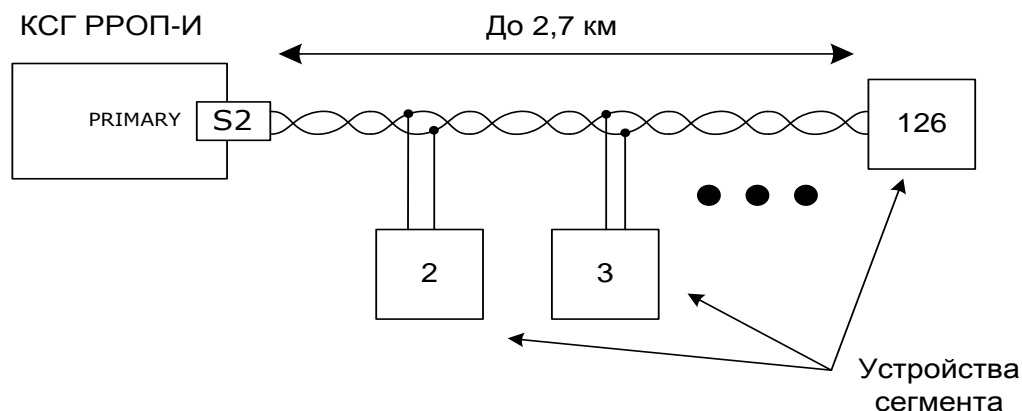 КСГ РРОП-И
До 2,7 км
PRIMARY
S2
126
2
3
Устройства
сегмента